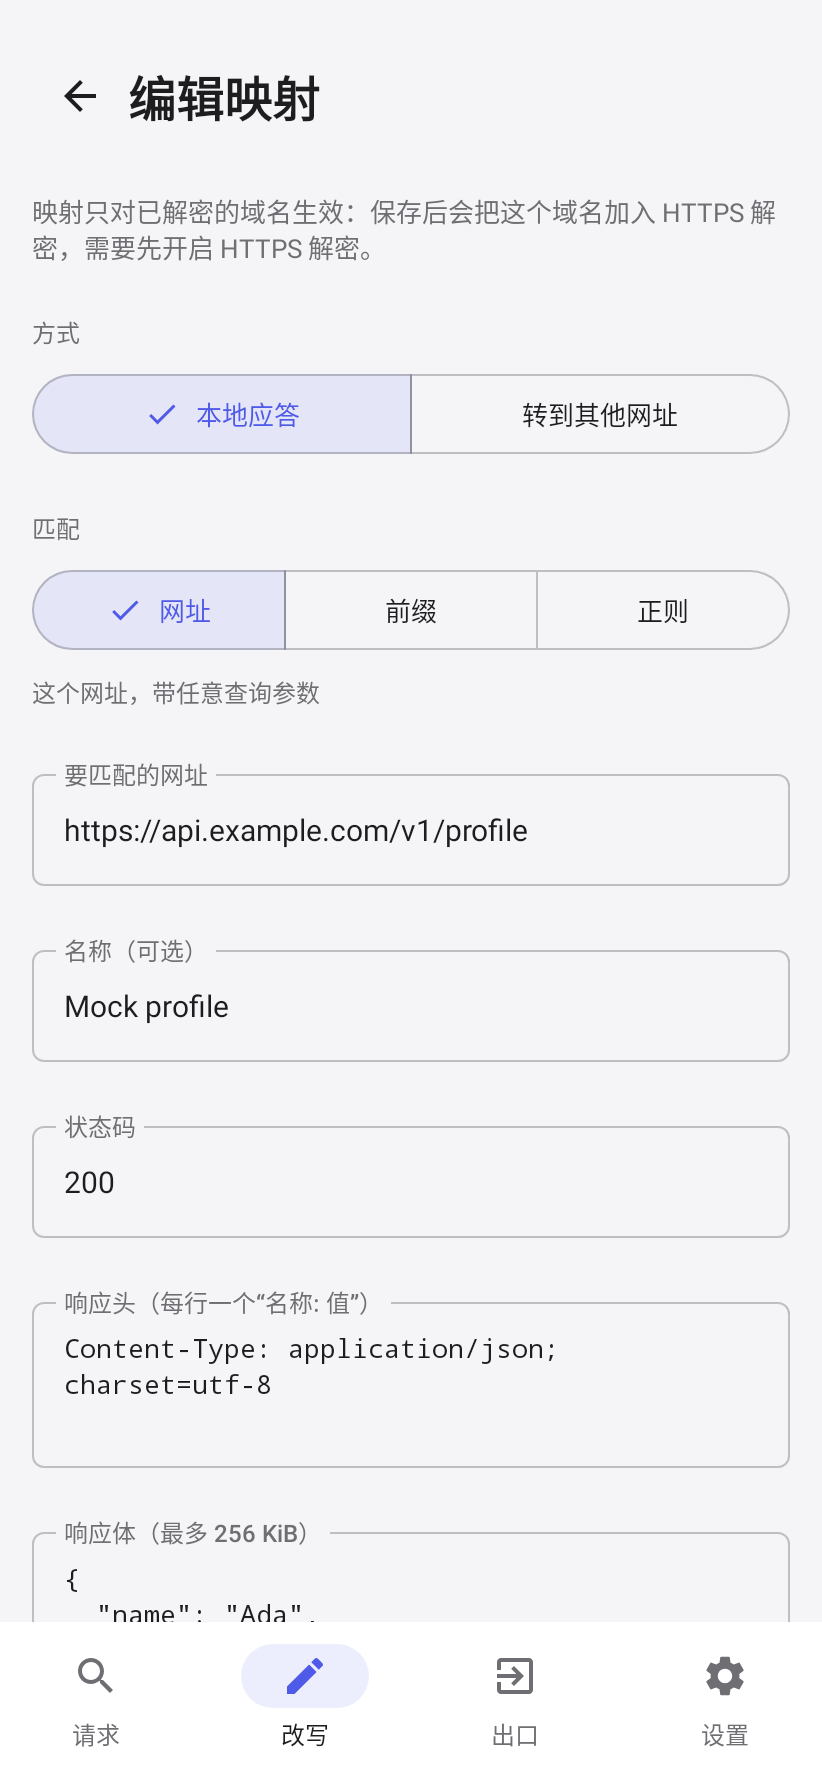 编辑映射
映射只对已解密的域名生效：保存后会把这个域名加入 HTTPS 解
密，需要先开启 HTTPS 解密。
方式
本地应答
转到其他网址
匹配
网址
前缀
正则
这个网址，带任意查询参数
要匹配的网址
https://api.example.com/v1/profile
名称（可选）
Mock profile
状态码
200
响应头（每行一个“名称: 值”）
Content-Type: application/json;
charset=utf-8
响应体（最多 256 KiB）
{
"name": "Ada",
请求
改写
出口
设置